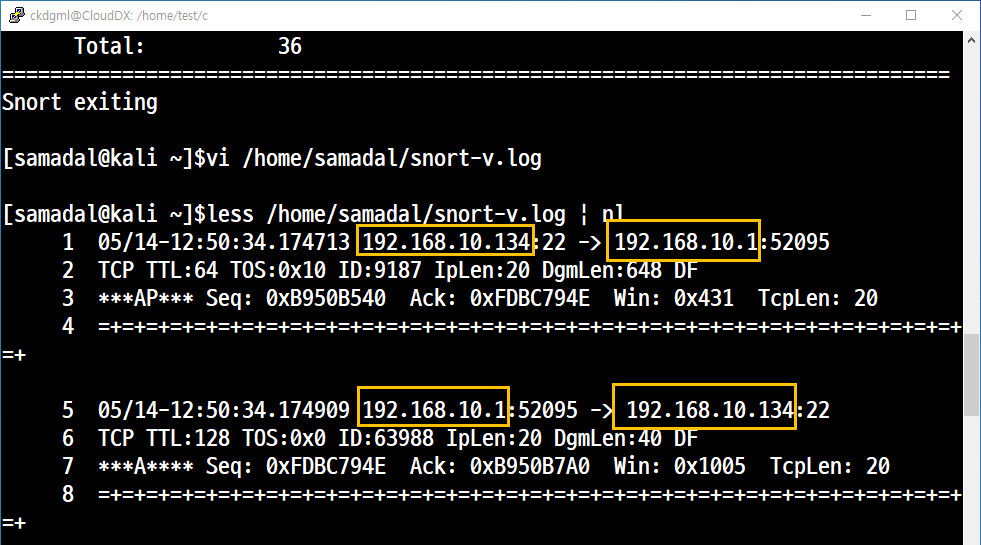 ckdgml@CloudDX: /home/test/c
Total: 36
===============================================================================
Snort exiting
[samadal@kali ~]$vi /home/samadal/snort-v.log
[samadal@kali ~]$less /home/samadal/snort-v.log | nl
1 05/14-12:50:34.174713 192.168.10.134:22 -> 192.168.10.1:52095
2 TCP TTL:64 TOS:0x10 ID:9187 IpLen:20 DgmLen:648 DF
3 ***AP*** Seq: 0xB950B540 Ack: 0xFDBC794E Win: 0x431 TcpLen: 20
4 =+=+=+=+=+=+=+=+=+=+=+=+=+=+=+=+=+=+=+=+=+=+=+=+=+=+=+=+=+=+=+=+=+=+=+=+
=+
5 05/14-12:50:34.174909 192.168.10.1:52095 -> 192.168.10.134:22
6 TCP TTL:128 TOS:0x0 ID:63988 IpLen:20 DgmLen:40 DF
7 ***A**** Seq: 0xFDBC794E Ack: 0xB950B7A0 Win: 0x1005 TcpLen: 20
8 =+=+=+=+=+=+=+=+=+=+=+=+=+=+=+=+=+=+=+=+=+=+=+=+=+=+=+=+=+=+=+=+=+=+=+=+
=+